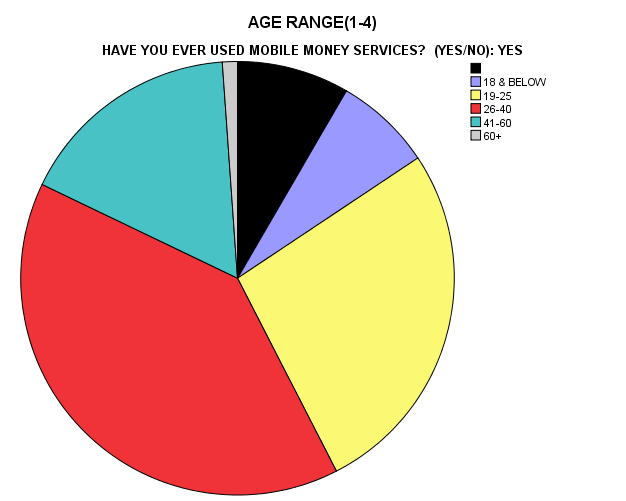 AGE RANGE(1-4)
HAVE YOU EVER USED MOBILE MONEY SERVICES? (YES/NO): YES
18 & BELOW
19-25
26-40
41-60
60+